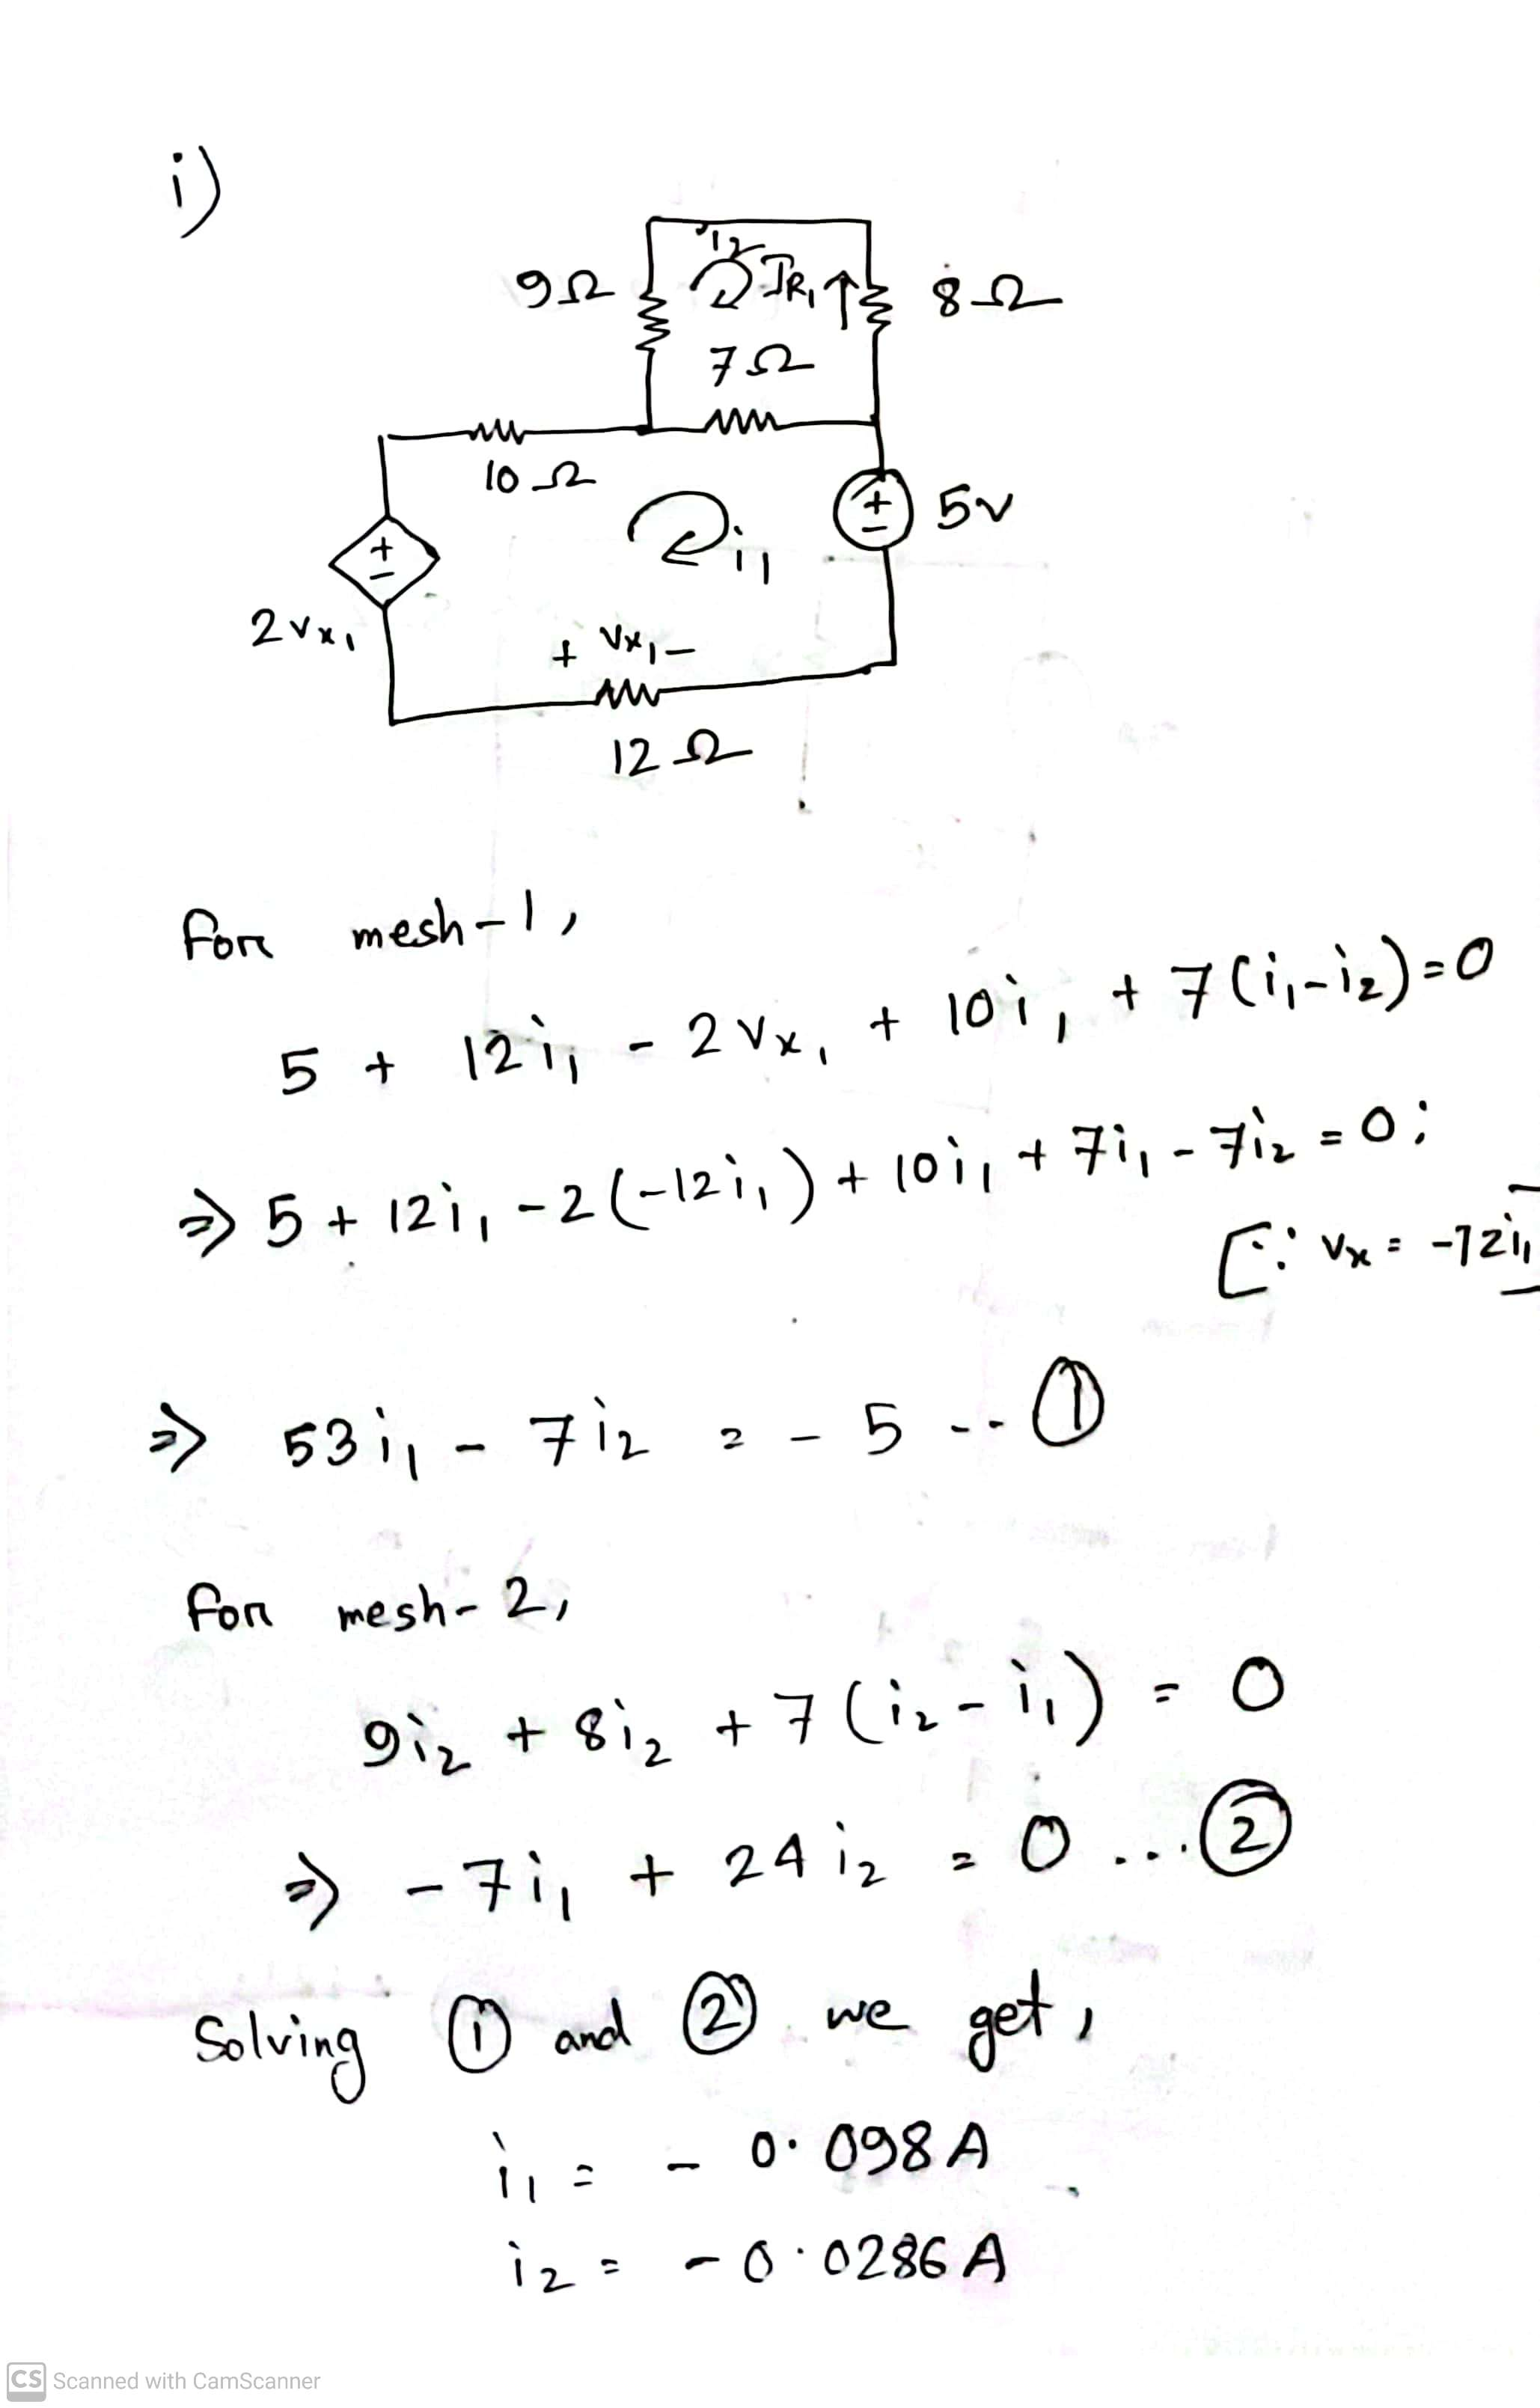 i)
i₂
9Ω
I_R₁ ↑
8Ω
7Ω
10Ω
i₁
+
-
5v
+
-
2Vx₁
+ Vx₁ -
12Ω
For mesh-1,
5 + 12i₁ - 2Vx₁ + 10i₁ + 7(i₁-i₂)=0
⇒ 5 + 12i₁ - 2(-12i₁) + 10i₁ + 7i₁ - 7i₂ = 0;
[∵ Vx = -12i₁]
⇒ 53i₁ - 7i₂ = -5 -- ①
For mesh-2,
9i₂ + 8i₂ + 7(i₂-i₁) = 0
⇒ -7i₁ + 24i₂ = 0 ... ②
Solving ① and ② we get,
i₁ = - 0.098A
i₂ = -0.0286A
CS Scanned with CamScanner